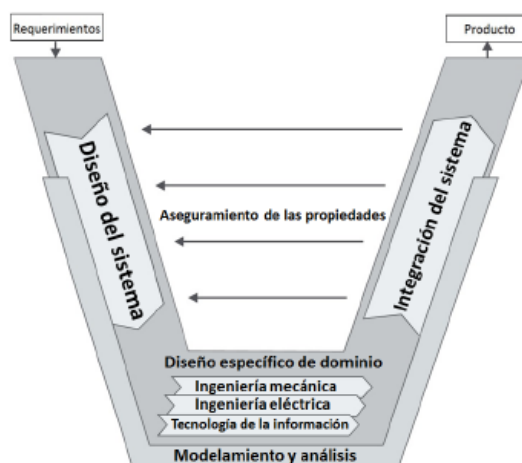 Requerimientos
Producto
Diseño del sistema
Aseguramiento de las propiedades
Integración del sistema
Diseño específico de dominio
Ingeniería mecánica
Ingeniería eléctrica
Tecnología de la información
Modelamiento y análisis